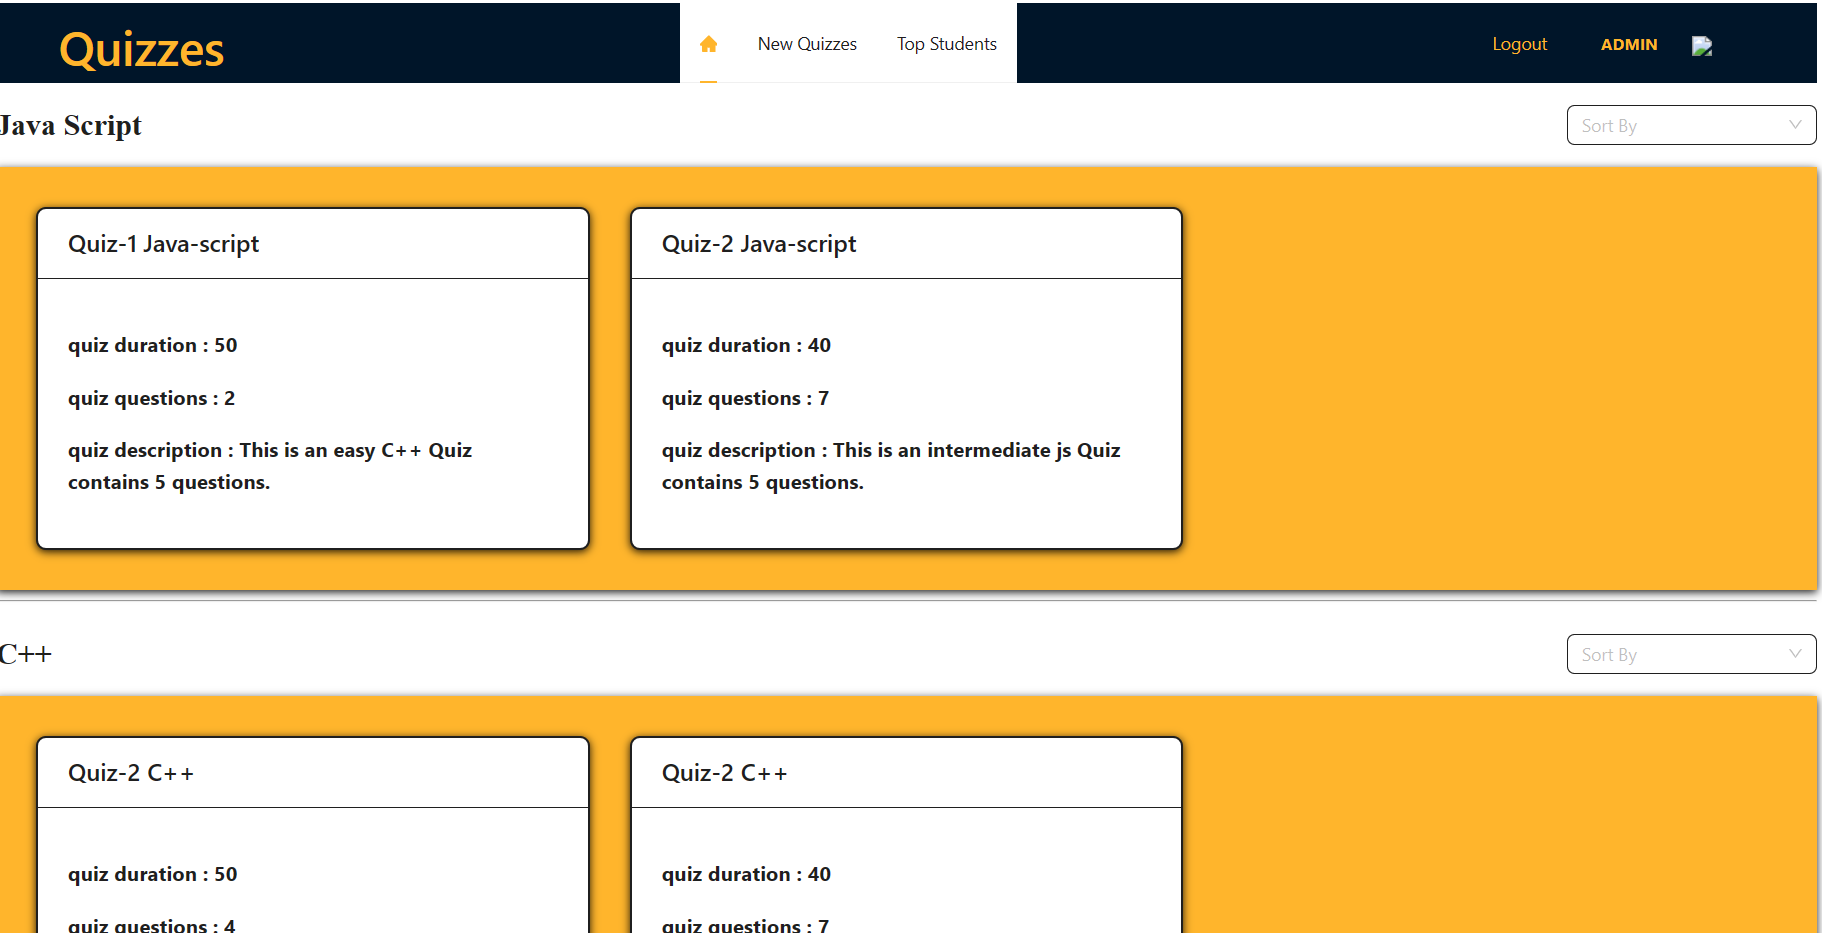 Quizzes
New Quizzes
Top Students
Logout
ADMIN
Java Script
Sort By
Quiz-1 Java-script
quiz duration : 50
quiz questions : 2
quiz description : This is an easy C++ Quiz
contains 5 questions.
Quiz-2 Java-script
quiz duration : 40
quiz questions : 7
quiz description : This is an intermediate js Quiz
contains 5 questions.
C++
Sort By
Quiz-2 C++
quiz duration : 50
quiz questions : 4
Quiz-2 C++
quiz duration : 40
quiz questions : 7